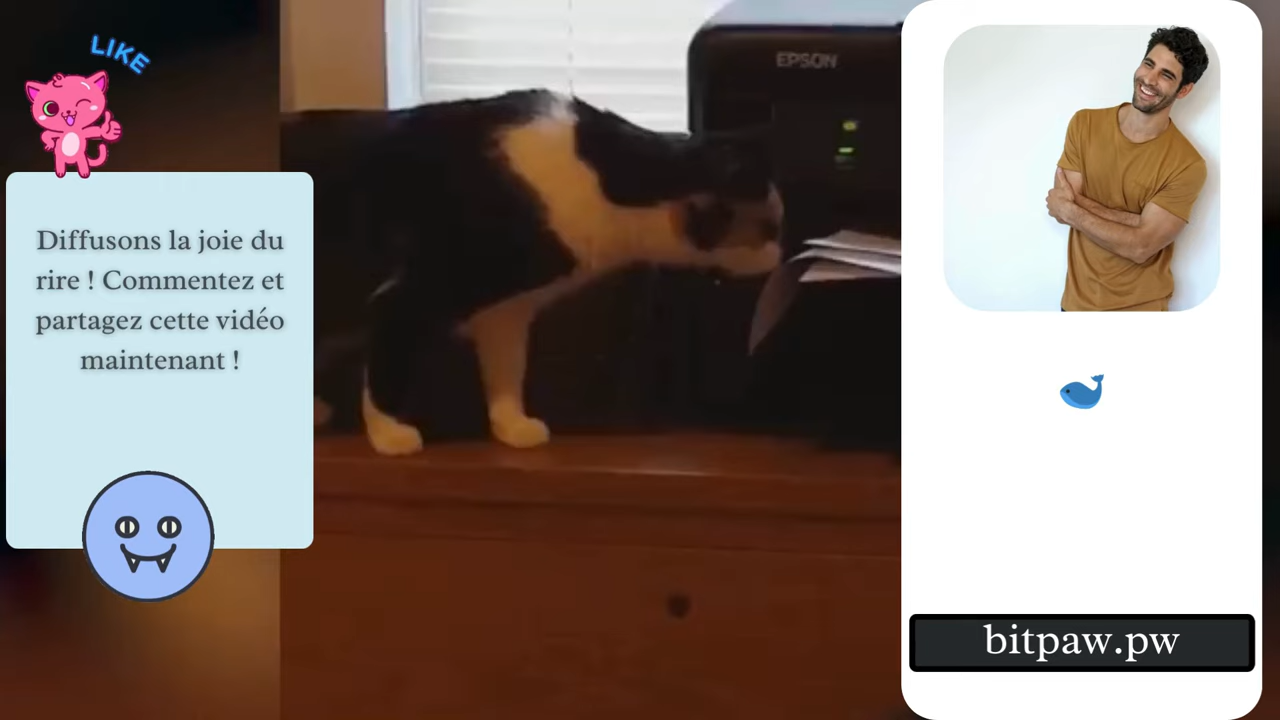 LIKE
Diffusons la joie du
rire ! Commentez et
partagez cette vidéo
maintenant !
EPSON
bitpaw.pw